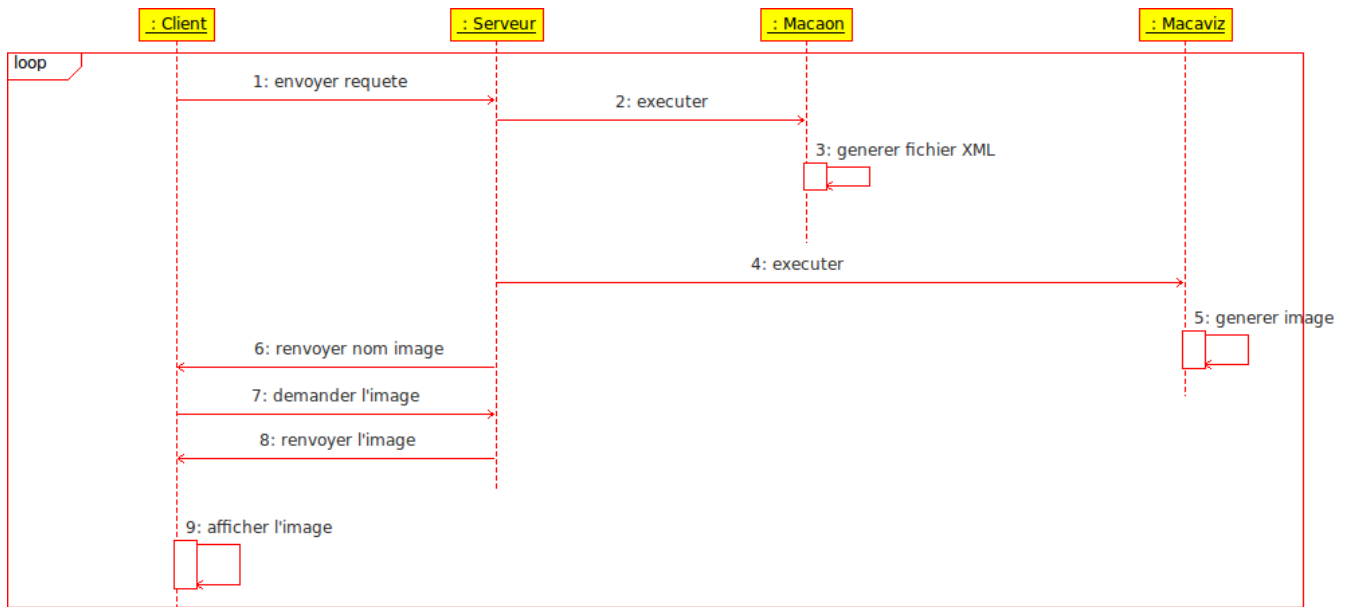 : Client
: Serveur
: Macaon
: Macaviz
loop
1: envoyer requete
2: executer
3: generer fichier XML
4: executer
5: generer image
6: renvoyer nom image
7: demander l'image
8: renvoyer l'image
9: afficher l'image